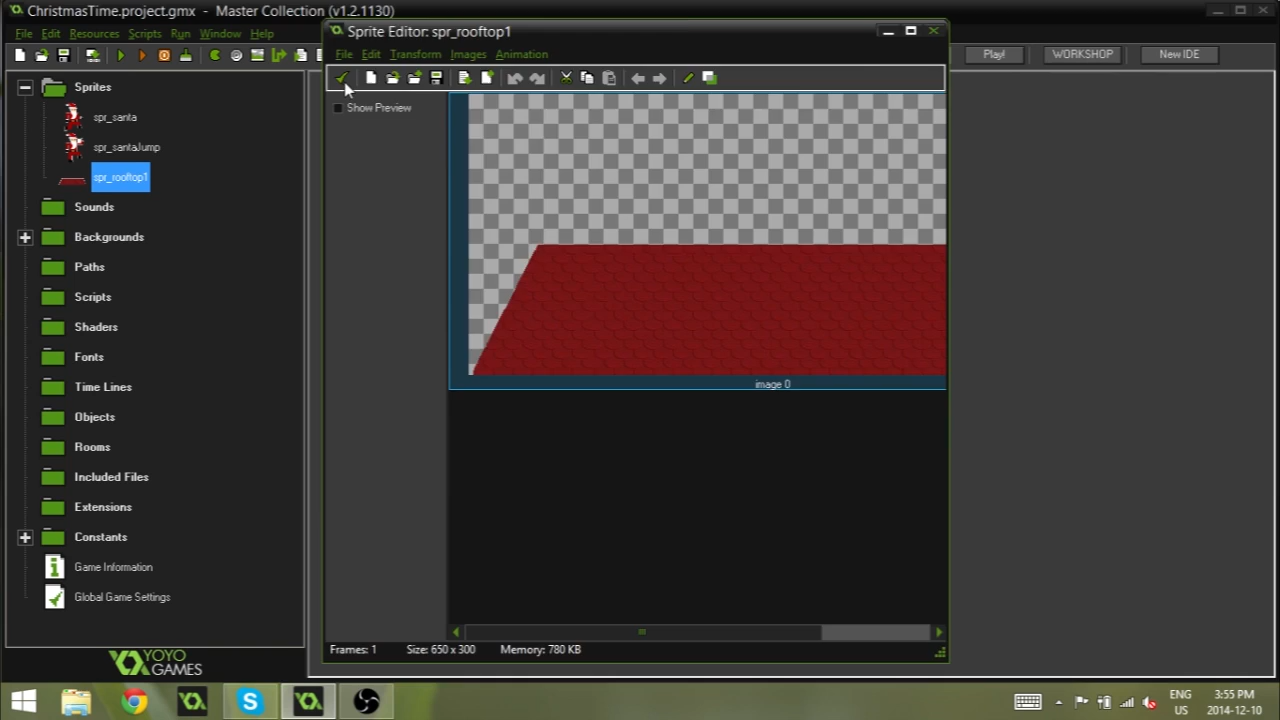 ChristmasTime.project.gmx - Master Collection (v1.2.1130)
File Edit Resources Scripts Run Window Help
Sprite Editor: spr_rooftop1
File Edit Transform Images Animation
Play! WORKSHOP New IDE
Show Preview
Sprites
spr_santa
spr_santaJump
spr_rooftop1
Sounds
Backgrounds
Paths
Scripts
Shaders
Fonts
Time Lines
Objects
Rooms
Included Files
Extensions
Constants
Game Information
Global Game Settings
YOYO
GAMES
image 0
Frames: 1 Size: 650 x 300 Memory: 780 KB
ENG
US
3:55 PM
2014-12-10